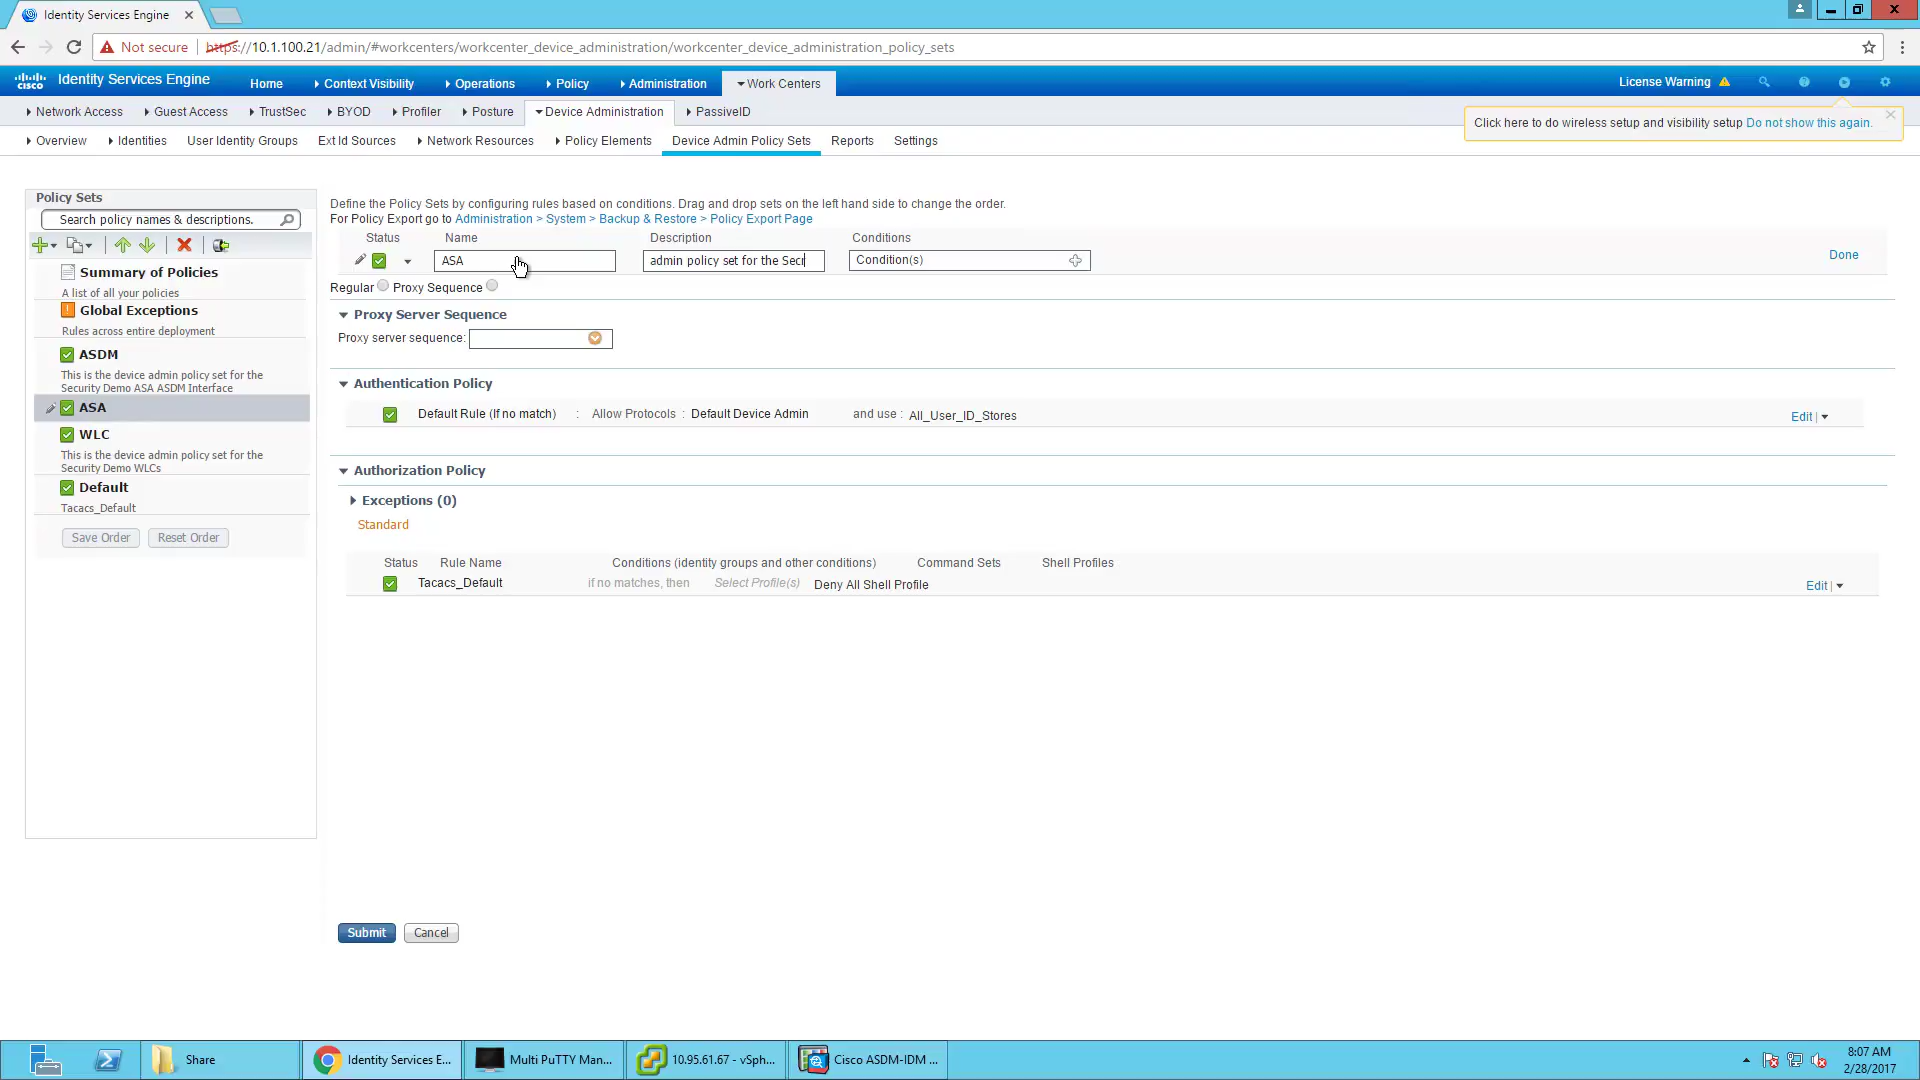 Identity Services Engine
Not secure https://10.1.100.21/admin/#workcenters/workcenter_device_administration/workcenter_device_administration_policy_sets
CISCO Identity Services Engine Home Context Visibility Operations Policy Administration Work Centers License Warning
Network Access Guest Access TrustSec BYOD Profiler Posture Device Administration PassiveID
Click here to do wireless setup and visibility setup Do not show this again.
Overview Identities User Identity Groups Ext Id Sources Network Resources Policy Elements Device Admin Policy Sets Reports Settings
Policy Sets
Search policy names & descriptions.
Summary of Policies
A list of all your policies
Global Exceptions
Rules across entire deployment
ASDM
This is the device admin policy set for the
Security Demo ASA ASDM Interface
ASA
WLC
This is the device admin policy set for the
Security Demo WLCs
Default
Tacacs_Default
Save Order Reset Order
Define the Policy Sets by configuring rules based on conditions. Drag and drop sets on the left hand side to change the order.
For Policy Export go to Administration > System > Backup & Restore > Policy Export Page
Status Name Description Conditions
ASA admin policy set for the Secr Condition(s) Done
Regular Proxy Sequence
Proxy Server Sequence
Proxy server sequence:
Authentication Policy
Default Rule (If no match) : Allow Protocols : Default Device Admin and use : All_User_ID_Stores Edit |
Authorization Policy
Exceptions (0)
Standard
Status Rule Name Conditions (identity groups and other conditions) Command Sets Shell Profiles
Tacacs_Default if no matches, then Select Profile(s) Deny All Shell Profile Edit |
Submit Cancel
Share Identity Services E... Multi PuTTY Man... 10.95.61.67 - vSph... Cisco ASDM-IDM ...
8:07 AM
2/28/2017